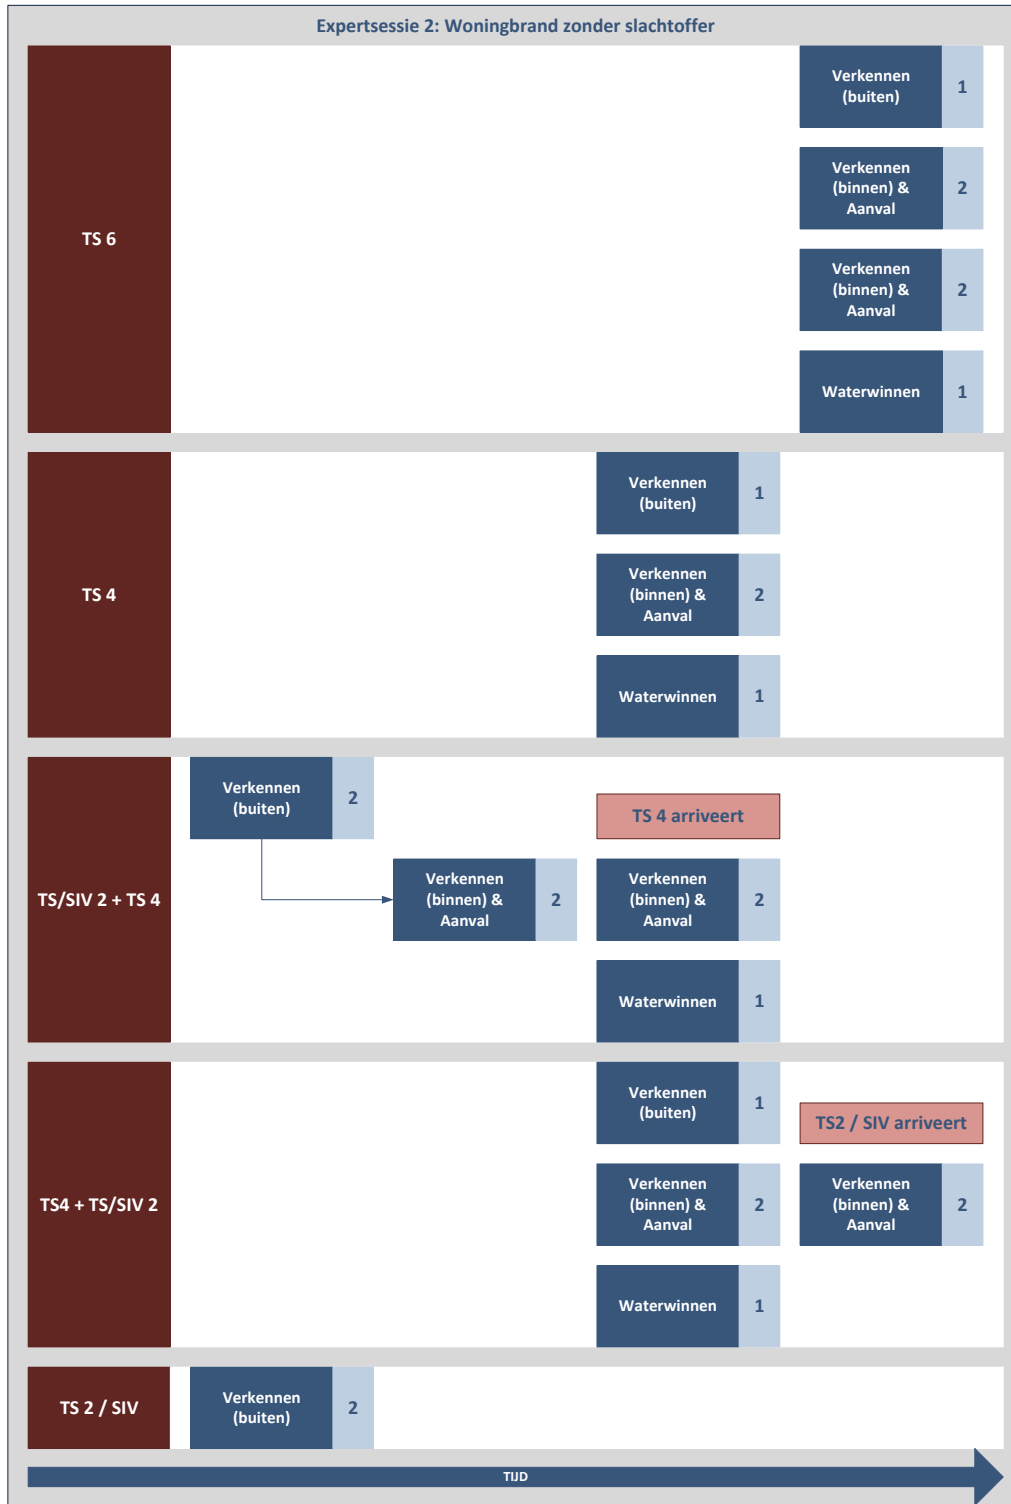 Expertsessie 2: Woningbrand zonder slachtoffer
TS 6
Verkennen
(buiten)
1
Verkennen
(binnen) &
Aanval
2
Verkennen
(binnen) &
Aanval
2
Waterwinnen
1
TS 4
Verkennen
(buiten)
1
Verkennen
(binnen) &
Aanval
2
Waterwinnen
1
TS/SIV 2 + TS 4
Verkennen
(buiten)
2
Verkennen
(binnen) &
Aanval
2
TS 4 arriveert
Verkennen
(binnen) &
Aanval
2
Waterwinnen
1
TS4 + TS/SIV 2
Verkennen
(buiten)
1
Verkennen
(binnen) &
Aanval
2
Waterwinnen
1
TS2 / SIV arriveert
Verkennen
(binnen) &
Aanval
2
TS 2 / SIV
Verkennen
(buiten)
2
TIJD